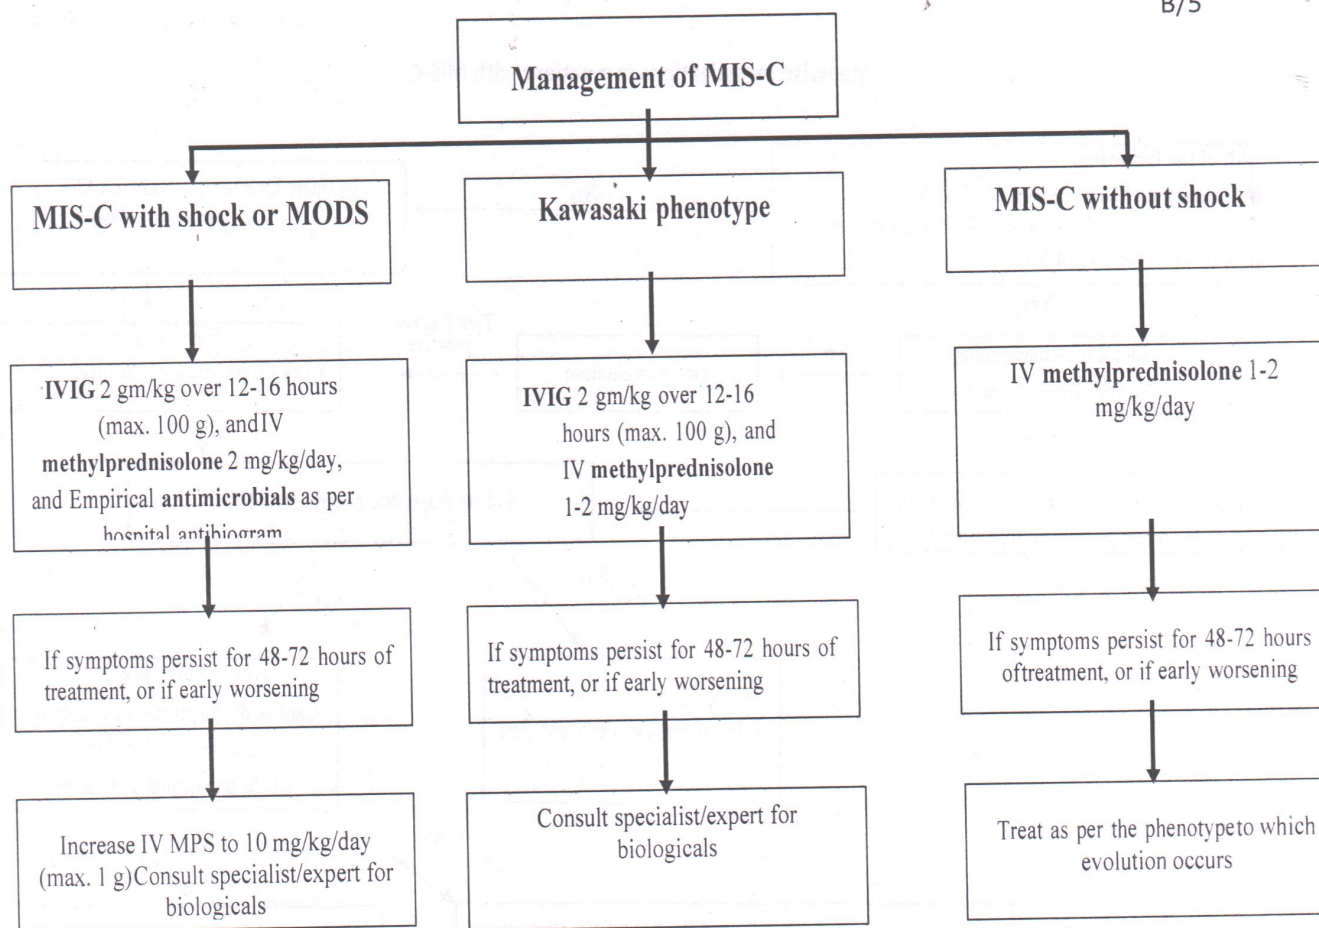 B/5
Management of MIS-C
MIS-C with shock or MODS
Kawasaki phenotype
MIS-C without shock
IVIG 2 gm/kg over 12-16 hours
(max. 100 g), andIV
methylprednisolone 2 mg/kg/day,
and Empirical antimicrobials as per
hospital antibiogram
IVIG 2 gm/kg over 12-16
hours (max. 100 g), and
IV methylprednisolone
1-2 mg/kg/day
IV methylprednisolone 1-2
mg/kg/day
If symptoms persist for 48-72 hours of
treatment, or if early worsening
If symptoms persist for 48-72 hours of
treatment, or if early worsening
If symptoms persist for 48-72 hours
oftreatment, or if early worsening
Increase IV MPS to 10 mg/kg/day
(max. 1 g)Consult specialist/expert for
biologicals
Consult specialist/expert for
biologicals
Treat as per the phenotypeto which
evolution occurs